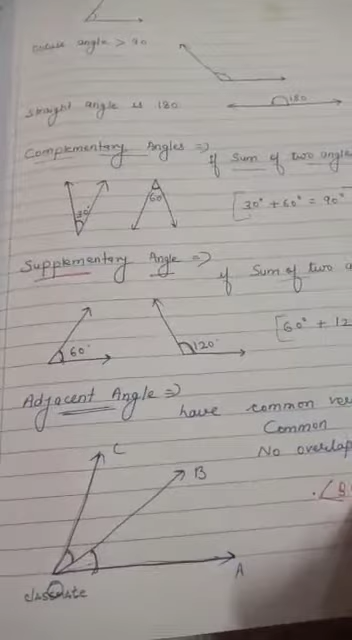 obtuse angle > 90
straight angle is 180
180
Complementary Angles ⇒
if Sum of two angle
30°
60°
[30° + 60° = 90°
Supplementary Angle ⇒
if Sum of two a
60°
120°
[60° + 12
Adjacent Angle ⇒
have common ver
Common
No overlap
C
B
A
classmate